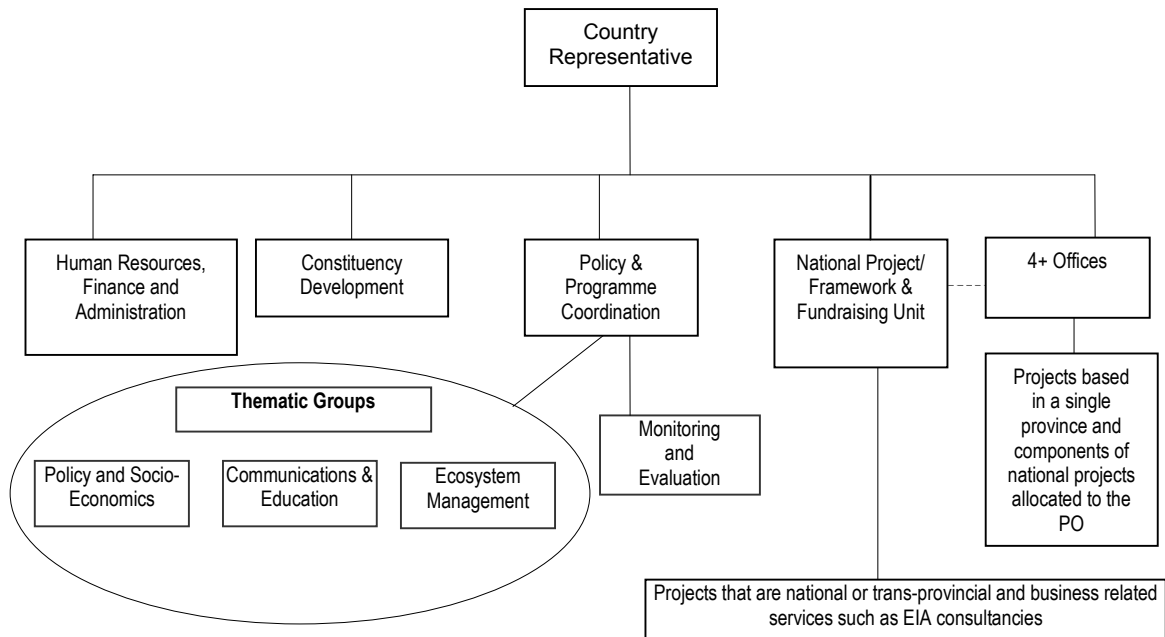 Country
Representative
Human Resources,
Finance and
Administration
Constituency
Development
Policy &
Programme
Coordination
National Project/
Framework &
Fundraising Unit
4+ Offices
Thematic Groups
Policy and Socio-
Economics
Communications &
Education
Ecosystem
Management
Monitoring
and
Evaluation
Projects based
in a single
province and
components of
national projects
allocated to the
PO
Projects that are national or trans-provincial and business related
services such as EIA consultancies